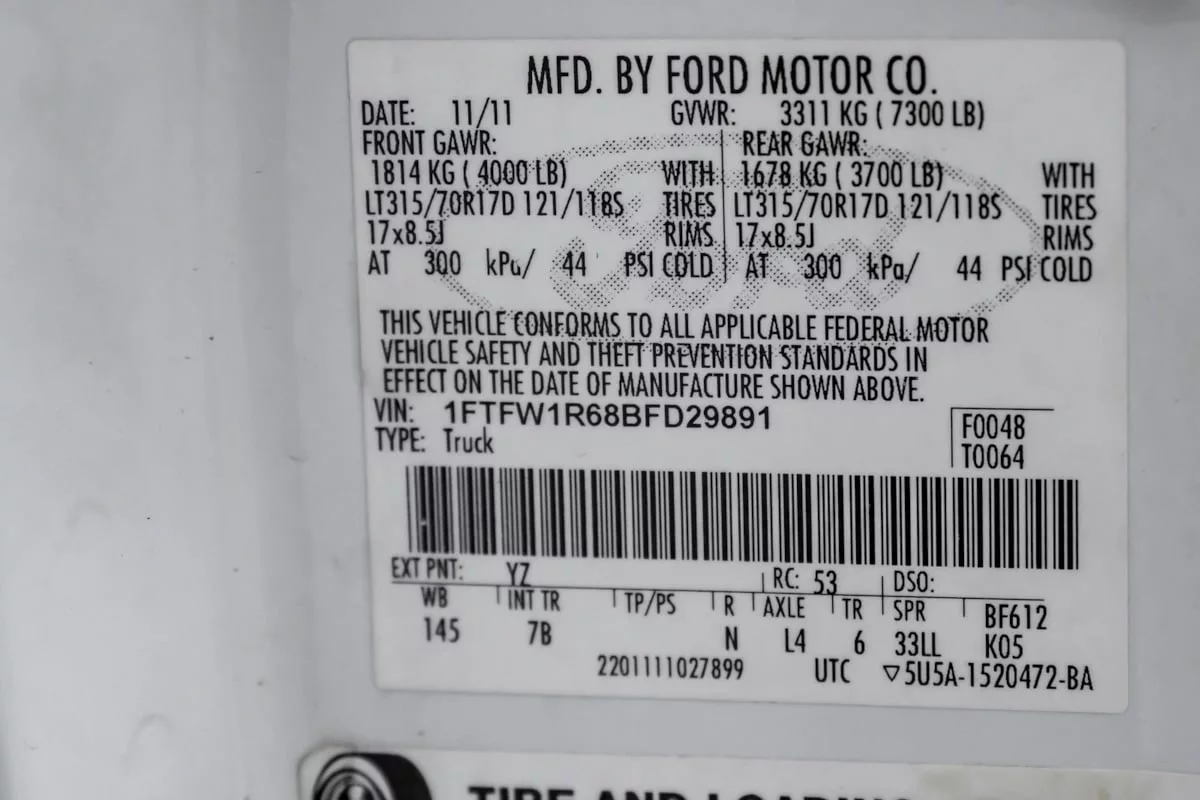 MFD. BY FORD MOTOR CO.
DATE: 11/11 GVWR: 3311 KG ( 7300 LB)
FRONT GAWR: REAR GAWR:
1814 KG ( 4000 LB) WITH 1678 KG ( 3700 LB) WITH
LT315/70R17D 121/118S TIRES LT315/70R17D 121/118S TIRES
17x8.5J RIMS 17x8.5J RIMS
AT 300 kPa/ 44 PSI COLD AT 300 kPa/ 44 PSI COLD
Ford
THIS VEHICLE CONFORMS TO ALL APPLICABLE FEDERAL MOTOR
VEHICLE SAFETY AND THEFT PREVENTION STANDARDS IN
EFFECT ON THE DATE OF MANUFACTURE SHOWN ABOVE.
VIN: 1FTFW1R68BFD29891
TYPE: Truck
F0048
T0064
EXT PNT: YZ RC: 53 DSO:
WB INT TR TP/PS R AXLE TR SPR BF612
145 7B N L4 6 33LL K05
2201111027899 UTC ▽5U5A-1520472-BA
TIRE AND LOADING